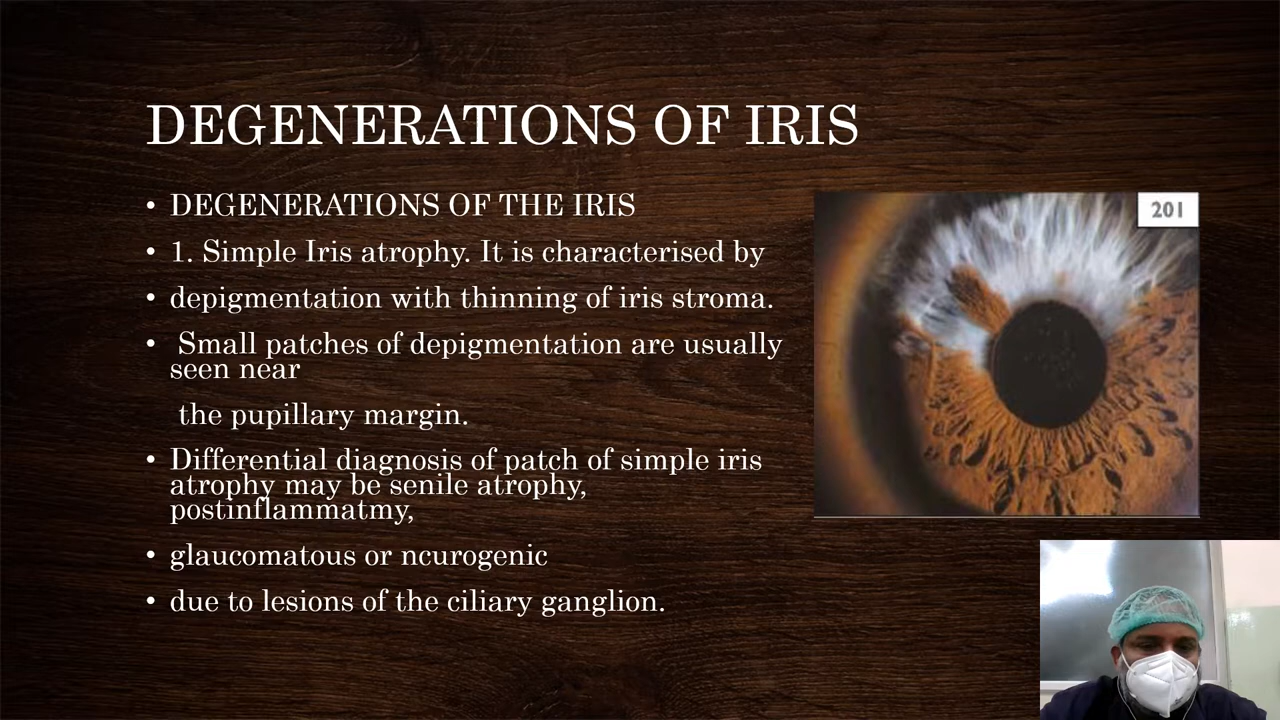 DEGENERATIONS OF IRIS
• DEGENERATIONS OF THE IRIS
• 1. Simple Iris atrophy. It is characterised by
• depigmentation with thinning of iris stroma.
• Small patches of depigmentation are usually
seen near
the pupillary margin.
• Differential diagnosis of patch of simple iris
atrophy may be senile atrophy,
postinflammatmy,
• glaucomatous or ncurogenic
• due to lesions of the ciliary ganglion.
201